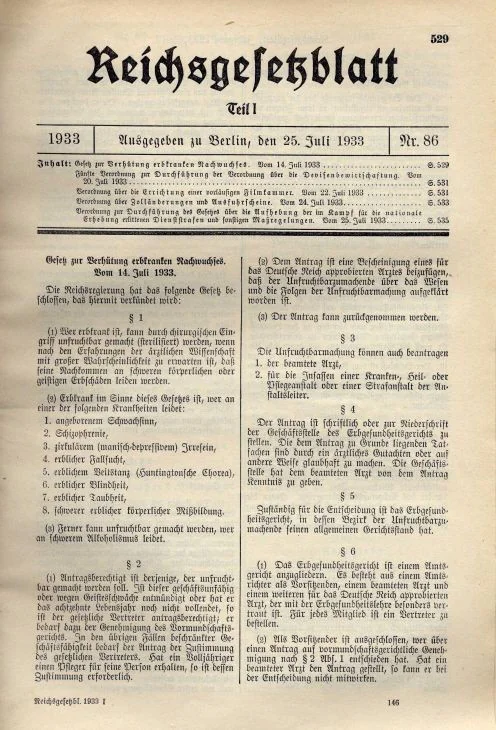 529
Reichsgesetzblatt
Teil I
1933
Ausgegeben zu Berlin, den 25. Juli 1933
Nr. 86
Inhalt: Gesetz zur Verhütung erbkranken Nachwuchses. Vom 14. Juli 1933 S. 529
Fünfte Verordnung zur Durchführung der Verordnung über die Devisenbewirtschaftung. Vom
20. Juli 1933 S. 531
Verordnung über die Errichtung einer vorläufigen Filmkammer. Vom 22. Juli 1933 S. 531
Verordnung über Zolländerungen und Ausfuhrscheine. Vom 24. Juli 1933 S. 533
Verordnung zur Durchführung des Gesetzes über die Aufhebung der im Kampf für die nationale
Erhebung erlittenen Dienststrafen und sonstigen Maßregelungen. Vom 25. Juli 1933 S. 535
Gesetz zur Verhütung erbkranken Nachwuchses.
Vom 14. Juli 1933.
Die Reichsregierung hat das folgende Gesetz be-
schlossen, das hiermit verkündet wird:
§ 1
(1) Wer erbkrank ist, kann durch chirurgischen Ein-
griff unfruchtbar gemacht (sterilisiert) werden, wenn
nach den Erfahrungen der ärztlichen Wissenschaft
mit großer Wahrscheinlichkeit zu erwarten ist, daß
seine Nachkommen an schweren körperlichen oder
geistigen Erbschäden leiden werden.
(2) Erbkrank im Sinne dieses Gesetzes ist, wer an
einer der folgenden Krankheiten leidet:
1. angeborenem Schwachsinn,
2. Schizophrenie,
3. zirkulärem (manisch-depressivem) Irresein,
4. erblicher Fallsucht,
5. erblichem Veitstanz (Huntingtonsche Chorea),
6. erblicher Blindheit,
7. erblicher Taubheit,
8. schwerer erblicher körperlicher Mißbildung.
(3) Ferner kann unfruchtbar gemacht werden, wer
an schwerem Alkoholismus leidet.
§ 2
(1) Antragsberechtigt ist derjenige, der unfrucht-
bar gemacht werden soll. Ist dieser geschäftsunfähig
oder wegen Geistesschwäche entmündigt oder hat er
das achtzehnte Lebensjahr noch nicht vollendet, so
ist der gesetzliche Vertreter antragsberechtigt; er
bedarf dazu der Genehmigung des Vormundschafts-
gerichts. In den übrigen Fällen beschränkter Ge-
schäftsfähigkeit bedarf der Antrag der Zustimmung
des gesetzlichen Vertreters. Hat ein Volljähriger
einen Pfleger für seine Person erhalten, so ist dessen
Zustimmung erforderlich.
(2) Dem Antrag ist eine Bescheinigung eines für
das Deutsche Reich approbierten Arztes beizufügen,
daß der Unfruchtbarzumachende über das Wesen
und die Folgen der Unfruchtbarmachung aufgeklärt
worden ist.
(3) Der Antrag kann zurückgenommen werden.
§ 3
Die Unfruchtbarmachung können auch beantragen
1. der beamtete Arzt,
2. für die Insassen einer Kranken-, Heil- oder
Pflegeanstalt oder einer Strafanstalt der An-
staltsleiter.
§ 4
Der Antrag ist schriftlich oder zur Niederschrift
der Geschäftsstelle des Erbgesundheitsgerichts zu
stellen. Die dem Antrag zu Grunde liegenden Tat-
sachen sind durch ein ärztliches Gutachten oder auf
andere Weise glaubhaft zu machen. Die Geschäfts-
stelle hat dem beamteten Arzt von dem Antrag
Kenntnis zu geben.
§ 5
Zuständig für die Entscheidung ist das Erbgesund-
heitsgericht, in dessen Bezirk der Unfruchtbarzu-
machende seinen allgemeinen Gerichtsstand hat.
§ 6
(1) Das Erbgesundheitsgericht ist einem Amts-
gericht anzugliedern. Es besteht aus einem Amts-
richter als Vorsitzenden, einem beamteten Arzt und
einem weiteren für das Deutsche Reich approbierten
Arzt, der mit der Erbgesundheitslehre besonders ver-
traut ist. Für jedes Mitglied ist ein Vertreter zu
bestellen.
(2) Als Vorsitzender ist ausgeschlossen, wer über
einen Antrag auf vormundschaftsgerichtliche Geneh-
migung nach § 2 Abs. 1 entschieden hat. Hat ein
beamteter Arzt den Antrag gestellt, so kann er bei
der Entscheidung nicht mitwirken.
Reichsgesetzbl. 1933 I
146